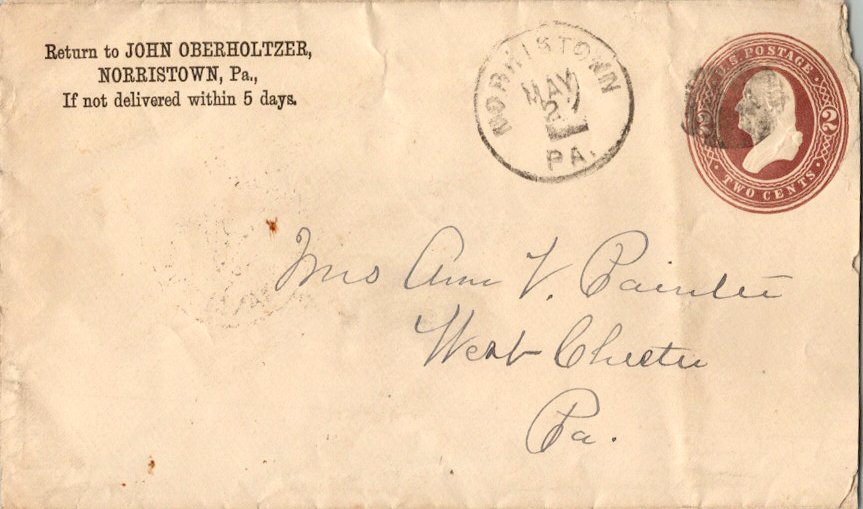 Return to JOHN OBERHOLTZER,
NORRISTOWN, Pa.,
If not delivered within 5 days.
NORRISTOWN
MAY
PA.
U.S. POSTAGE
2 2
TWO CENTS
Mrs Ann V. Painter
West Chester
Pa.